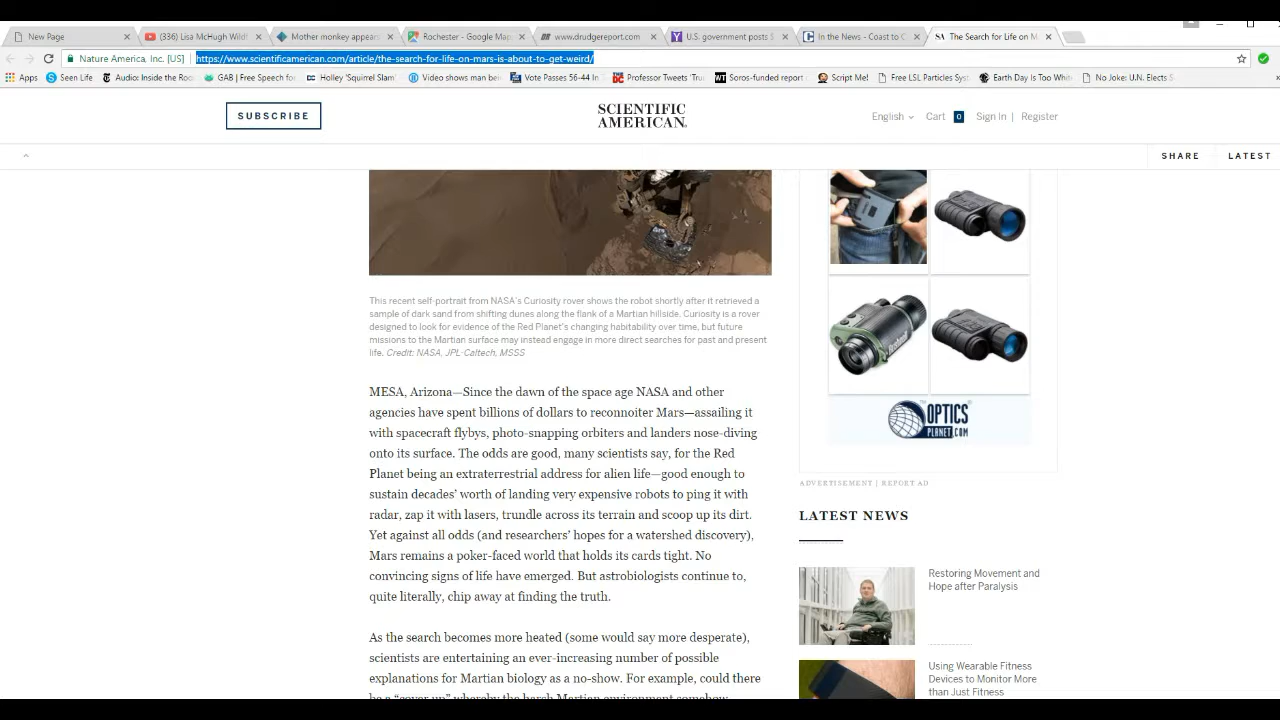 New Page
(336) Lisa McHugh Wildf
Mother monkey appears
Rochester - Google Map
www.drudgereport.com
U.S. government posts $
In the News - Coast to C
The Search for Life on M
Nature America, Inc. [US]
https://www.scientificamerican.com/article/the-search-for-life-on-mars-is-about-to-get-weird/
Apps
Seen Life
Audio: Inside the Roo
GAB | Free Speech fo
Holley 'Squirrel Slam'
Video shows man bei
Vote Passes 56-44 In
Professor Tweets 'Tru
Soros-funded report
Script Me!
Free LSL Particles Syst
Earth Day Is Too White
No Joke: U.N. Elects S
SUBSCRIBE
SCIENTIFIC
AMERICAN
English
Cart
0
Sign In |
Register
SHARE
LATEST
This recent self-portrait from NASA's Curiosity rover shows the robot shortly after it retrieved a
sample of dark sand from shifting dunes along the flank of a Martian hillside. Curiosity is a rover
designed to look for evidence of the Red Planet's changing habitability over time, but future
missions to the Martian surface may instead engage in more direct searches for past and present
life. Credit: NASA, JPL-Caltech, MSSS
MESA, Arizona—Since the dawn of the space age NASA and other
agencies have spent billions of dollars to reconnoiter Mars—assailing it
with spacecraft flybys, photo-snapping orbiters and landers nose-diving
onto its surface. The odds are good, many scientists say, for the Red
Planet being an extraterrestrial address for alien life—good enough to
sustain decades' worth of landing very expensive robots to ping it with
radar, zap it with lasers, trundle across its terrain and scoop up its dirt.
Yet against all odds (and researchers' hopes for a watershed discovery),
Mars remains a poker-faced world that holds its cards tight. No
convincing signs of life have emerged. But astrobiologists continue to,
quite literally, chip away at finding the truth.
As the search becomes more heated (some would say more desperate),
scientists are entertaining an ever-increasing number of possible
explanations for Martian biology as a no-show. For example, could there
be a "cover up" whereby the harsh Martian environment somehow
OPTICS
PLANET.COM
ADVERTISEMENT | REPORT AD
LATEST NEWS
Restoring Movement and
Hope after Paralysis
Using Wearable Fitness
Devices to Monitor More
than Just Fitness